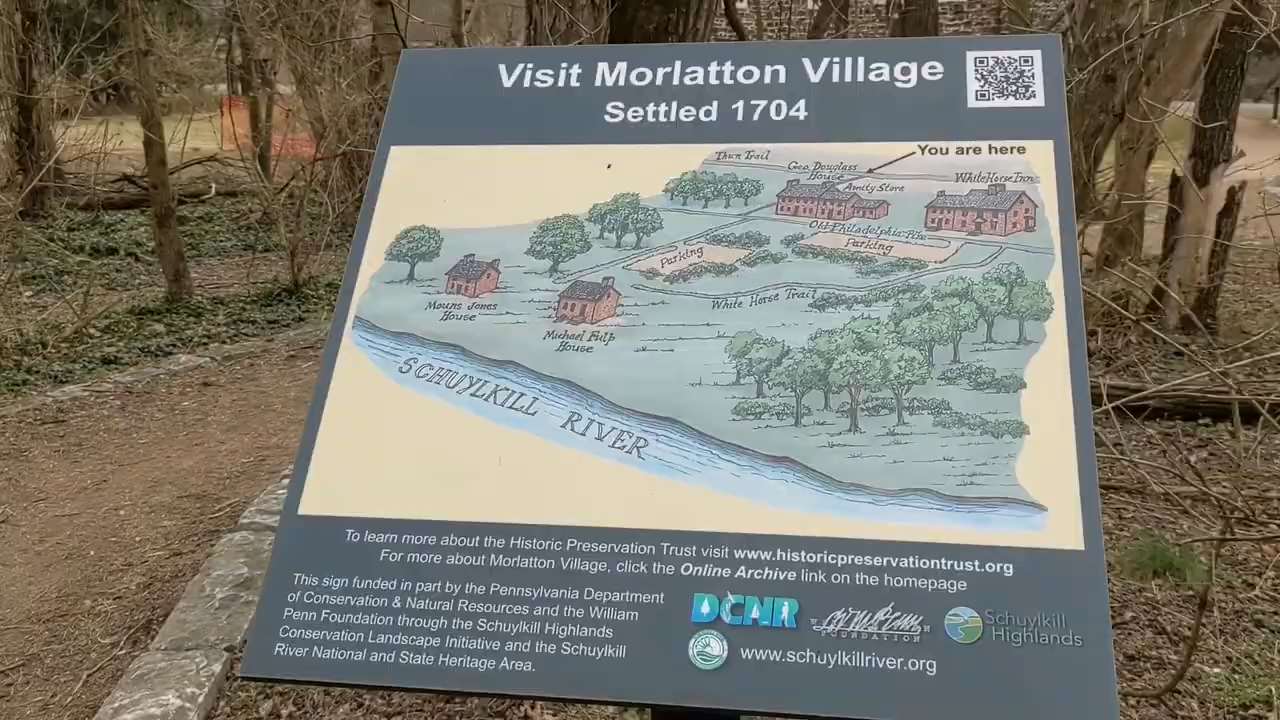 Visit Morlatton Village
Settled 1704
You are here
Thun Trail
Geo. Douglass
House
Amity Store
White Horse Inn
Old Philadelphia Pike
Parking
Parking
White Horse Trail
Mouns Jones
House
Michael Fulp
House
SCHUYLKILL RIVER
To learn more about the Historic Preservation Trust visit www.historicpreservationtrust.org
For more about Morlatton Village, click the Online Archive link on the homepage
This sign funded in part by the Pennsylvania Department
of Conservation & Natural Resources and the William
Penn Foundation through the Schuylkill Highlands
Conservation Landscape Initiative and the Schuylkill
River National and State Heritage Area.
DCNR
Wm Penn
FOUNDATION
Schuylkill
Highlands
www.schuylkillriver.org